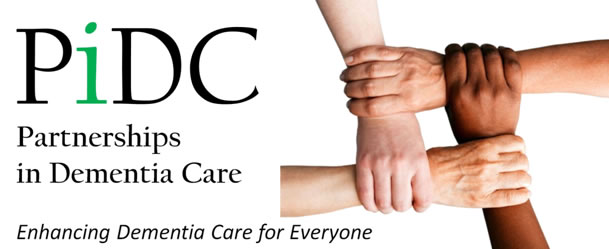 PiDC
Partnerships
in Dementia Care
Enhancing Dementia Care for Everyone